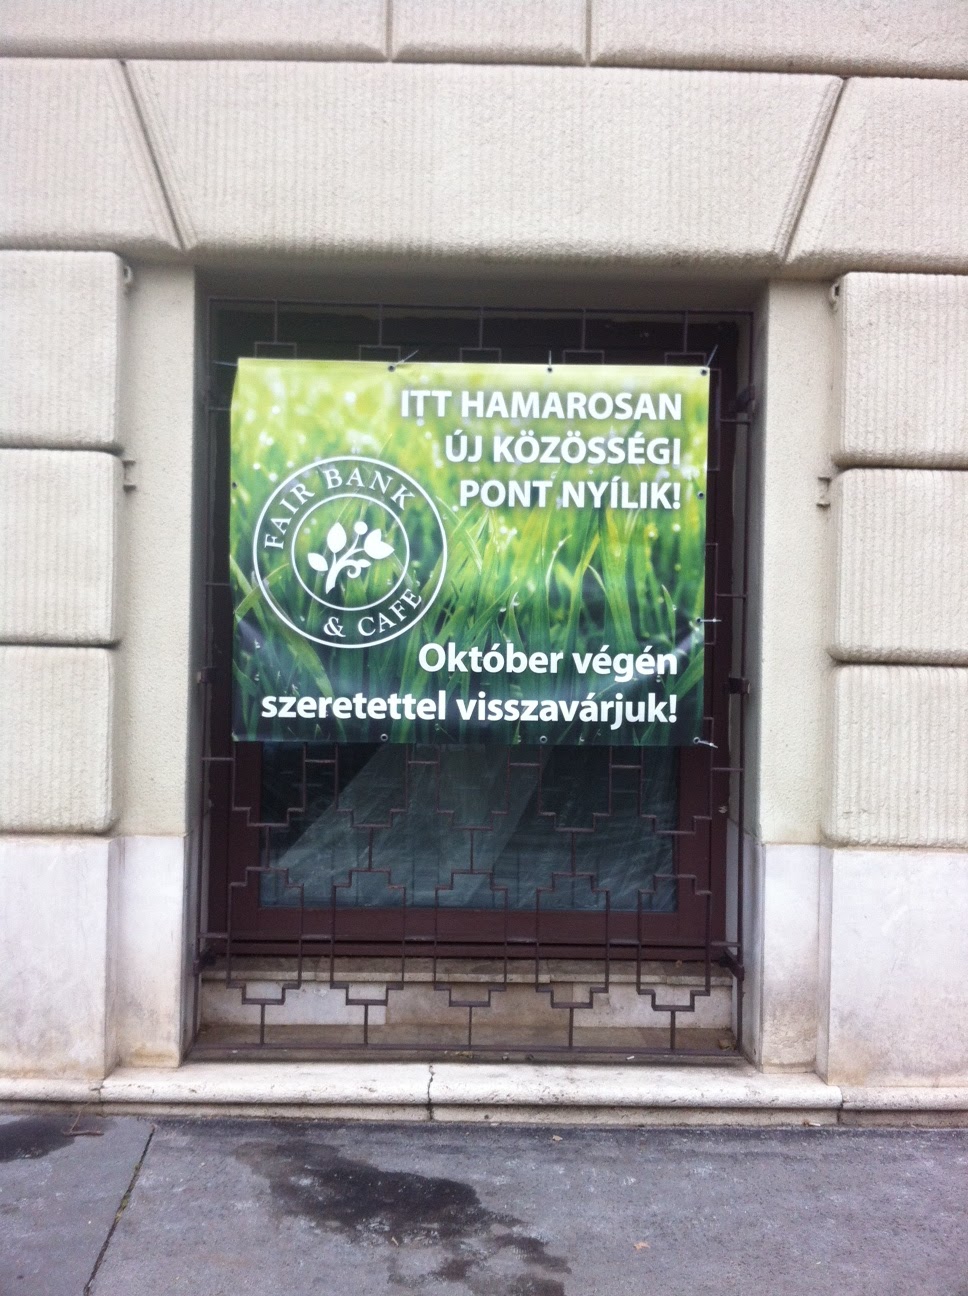 ITT HAMAROSAN
ÚJ KÖZÖSSÉGI
PONT NYÍLIK!
FAIR BANK
& CAFE
Október végén
szeretettel visszavárjuk!